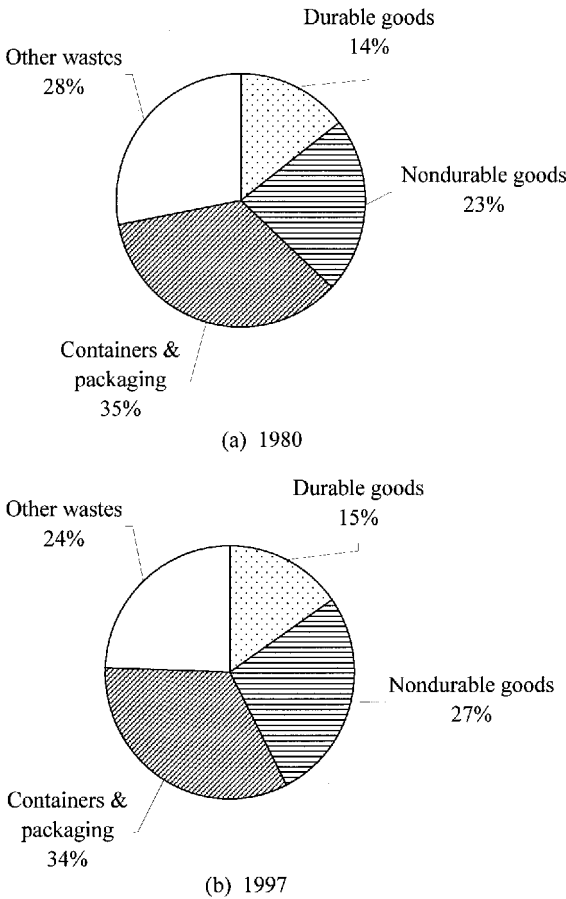 Durable goods
14%
Other wastes
28%
Nondurable goods
23%
Containers &
packaging
35%
(a) 1980
Durable goods
15%
Other wastes
24%
Nondurable goods
27%
Containers &
packaging
34%
(b) 1997